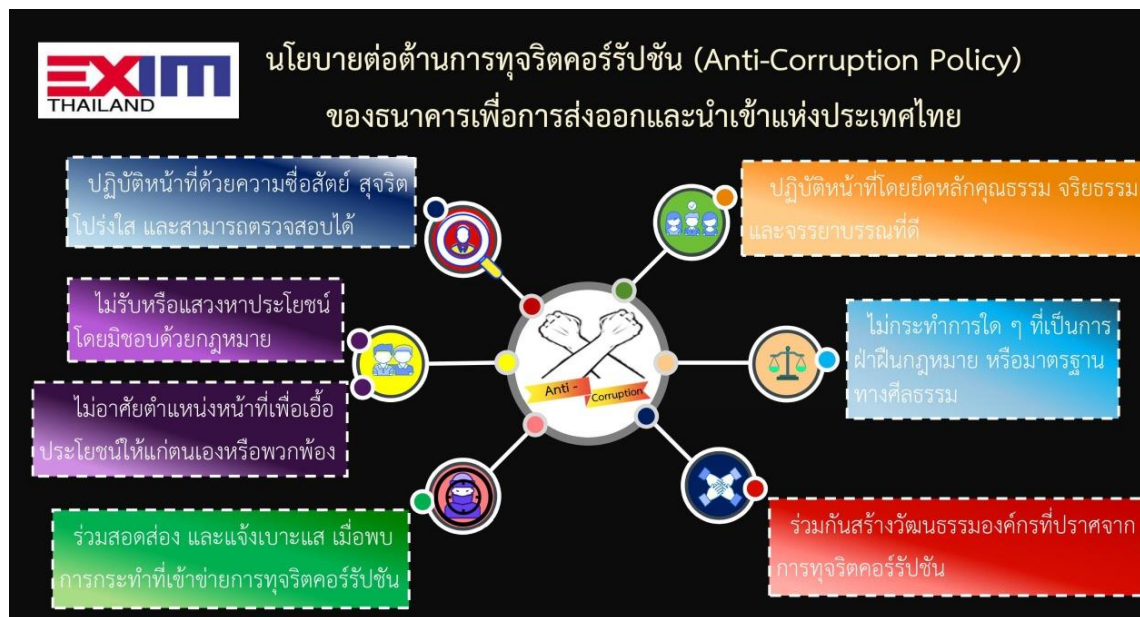 EXIM
THAILAND
นโยบายต่อต้านการทุจริตคอร์รัปชัน (Anti-Corruption Policy)
ของธนาคารเพื่อการส่งออกและนำเข้าแห่งประเทศไทย
ปฏิบัติหน้าที่ด้วยความซื่อสัตย์ สุจริต
โปร่งใส และสามารถตรวจสอบได้
ไม่รับหรือแสวงหาประโยชน์
โดยมิชอบด้วยกฎหมาย
ไม่อาศัยตำแหน่งหน้าที่เพื่อเอื้อ
ประโยชน์ให้แก่ตนเองหรือพวกพ้อง
ร่วมสอดส่อง และแจ้งเบาะแส เมื่อพบ
การกระทำที่เข้าข่ายการทุจริตคอร์รัปชัน
Anti -
Corruption
ปฏิบัติหน้าที่โดยยึดหลักคุณธรรม จริยธรรม
และจรรยาบรรณที่ดี
ไม่กระทำการใด ๆ ที่เป็นการ
ฝ่าฝืนกฎหมาย หรือมาตรฐาน
ทางศีลธรรม
ร่วมกันสร้างวัฒนธรรมองค์กรที่ปราศจาก
การทุจริตคอร์รัปชัน